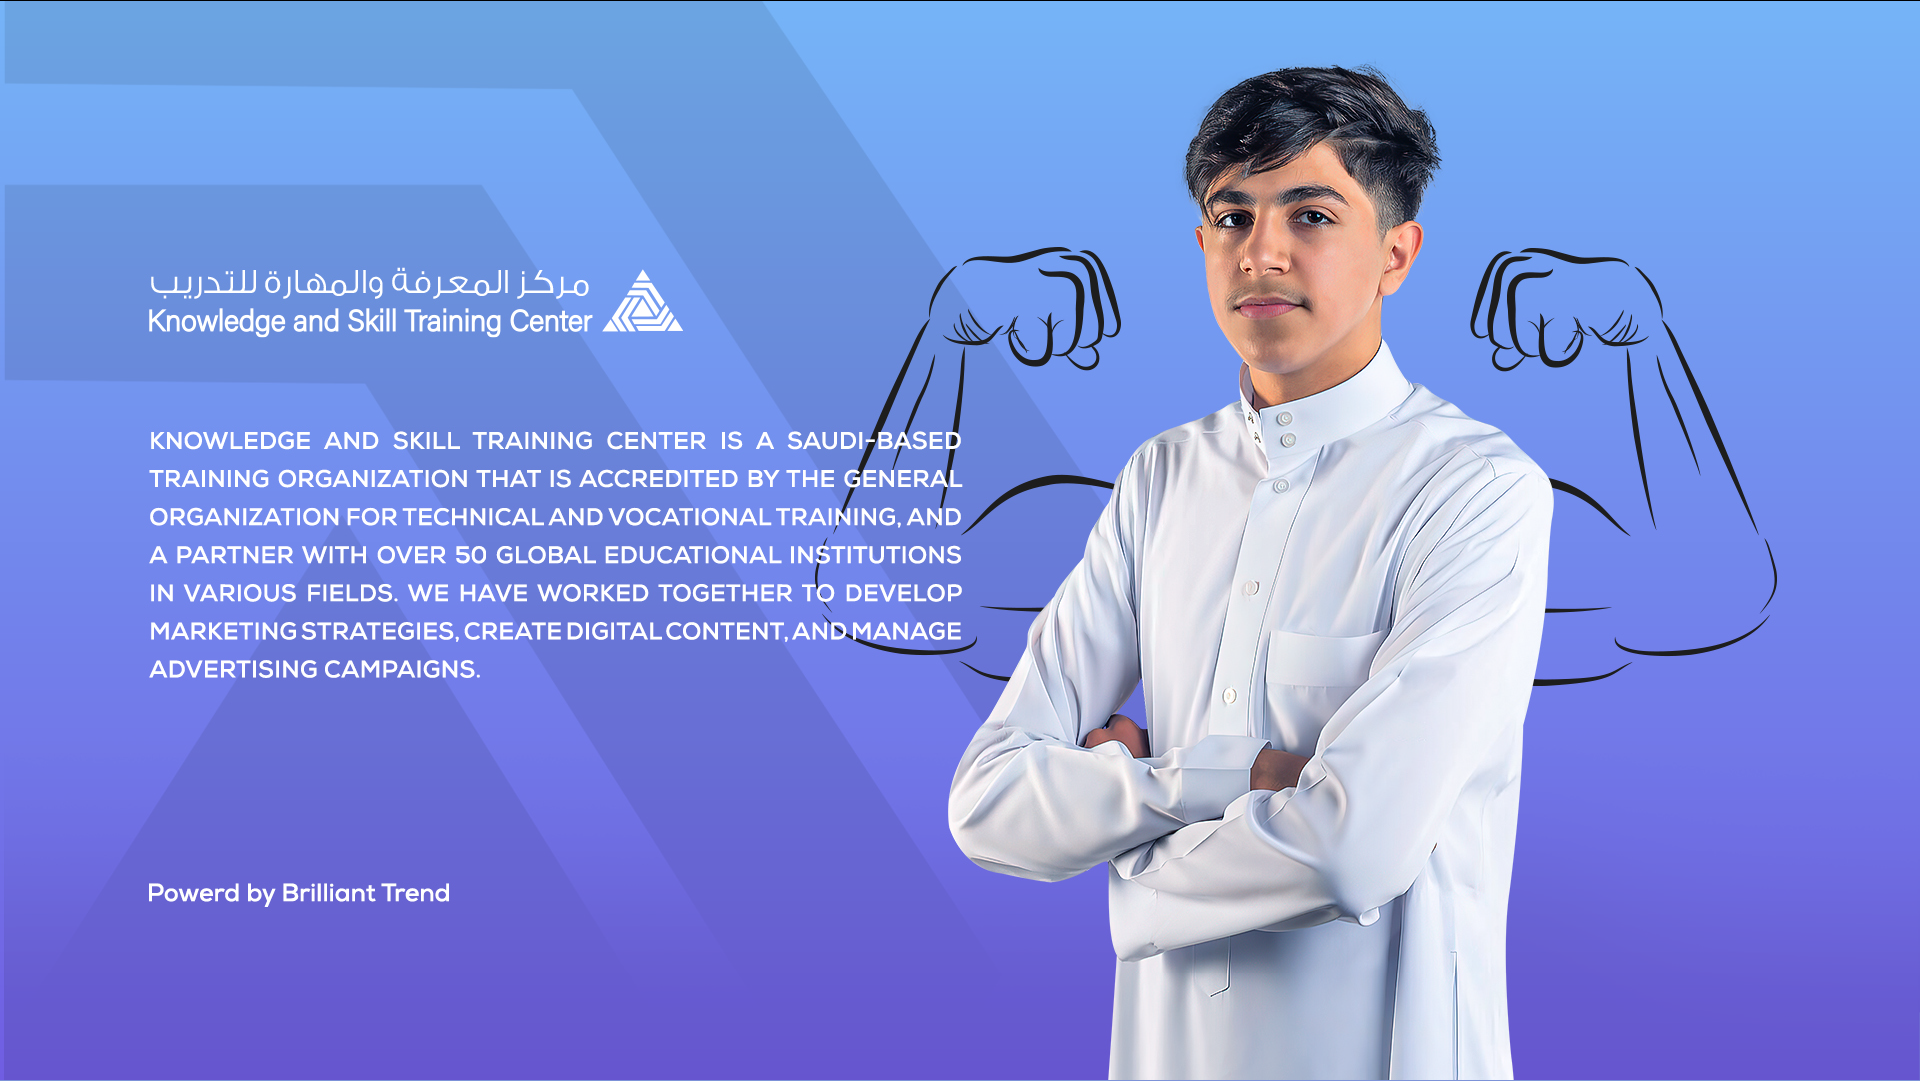 مركز المعرفة والمهارة للتدريب
Knowledge and Skill Training Center
KNOWLEDGE AND SKILL TRAINING CENTER IS A SAUDI-BASED
TRAINING ORGANIZATION THAT IS ACCREDITED BY THE GENERAL
ORGANIZATION FOR TECHNICAL AND VOCATIONAL TRAINING, AND
A PARTNER WITH OVER 50 GLOBAL EDUCATIONAL INSTITUTIONS
IN VARIOUS FIELDS. WE HAVE WORKED TOGETHER TO DEVELOP
MARKETING STRATEGIES, CREATE DIGITAL CONTENT, AND MANAGE
ADVERTISING CAMPAIGNS.
Powerd by Brilliant Trend